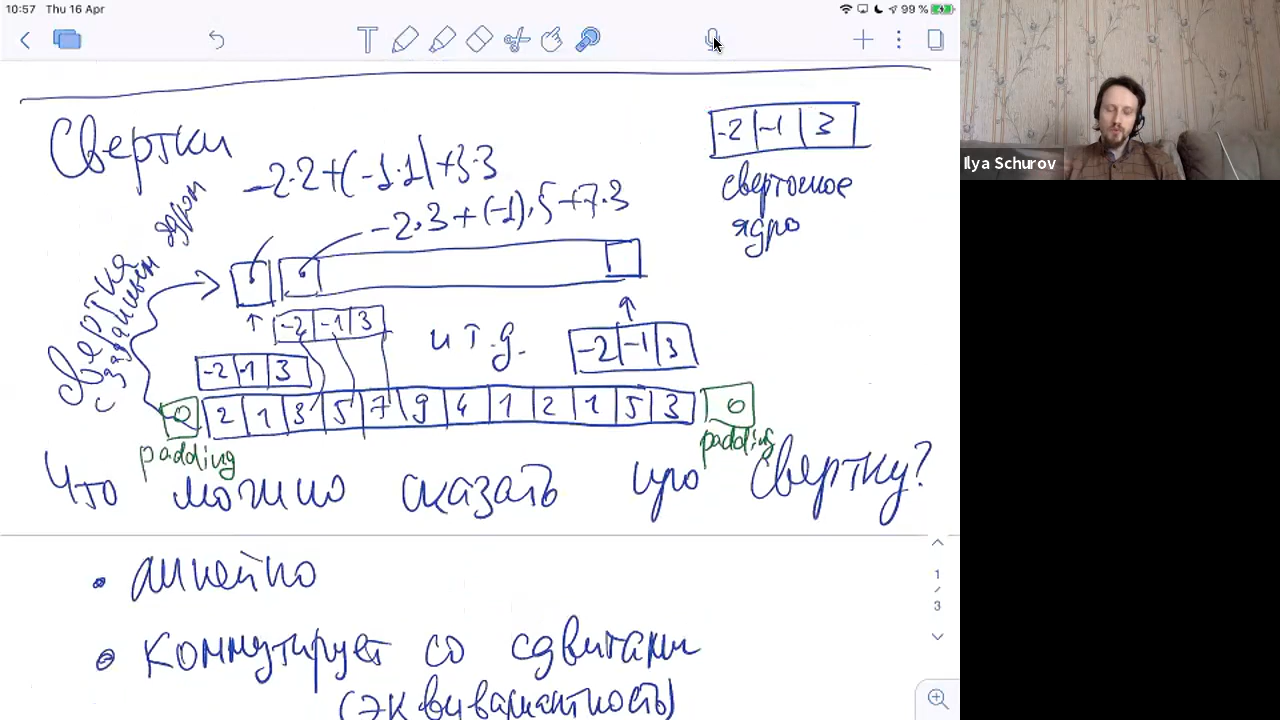 10:57 Thu 16 Apr
99 %
T
Свертки
-2 -1 3
сверточное
ядро
-2·2+(-1·1)+3·3
-2·3+(-1)·5+7·3
свертка
с заданным ядром
-2 -1 3
и т.д.
-2 -1 3
-2 -1 3
0 2 1 3 5 7 9 4 1 2 1 5 3 0
padding
padding
Что можно сказать про свертку?
• линейно
• коммутирует со сдвигами
(эквивариантность)
1
/
3
Ilya Schurov